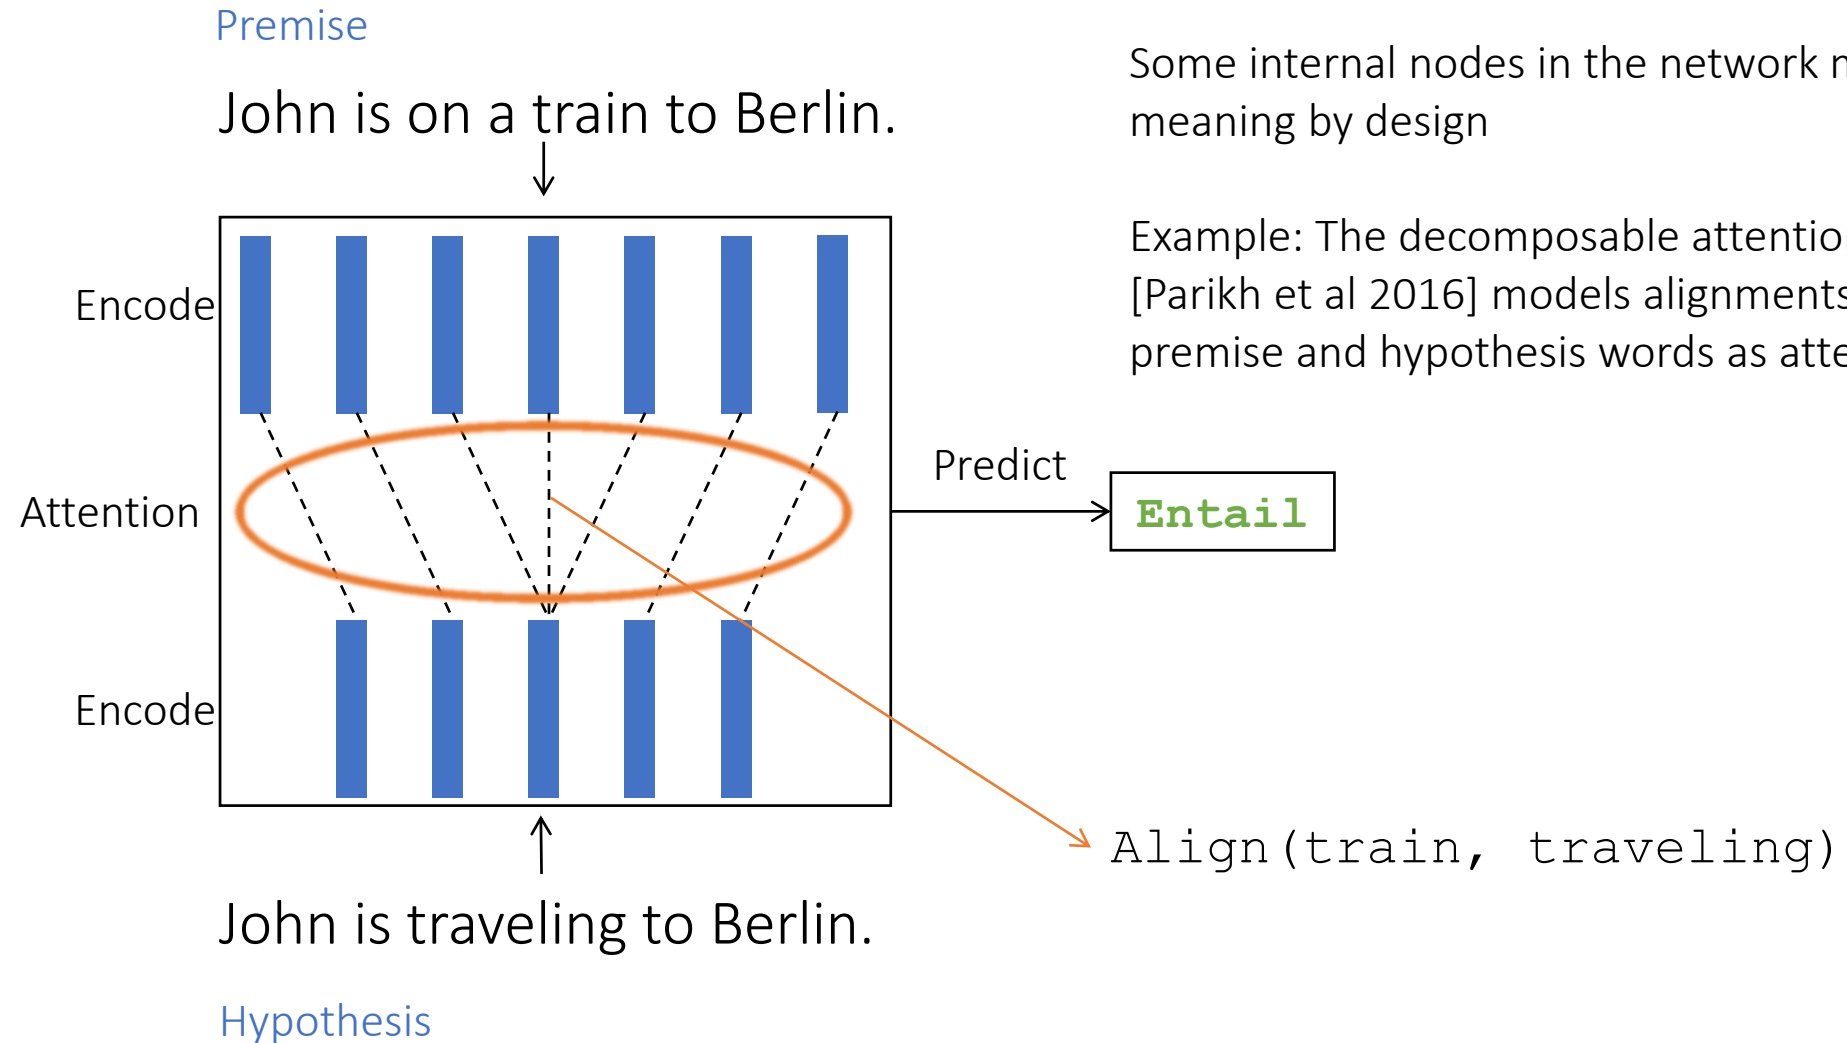 Premise
John is on a train to Berlin.
Some internal nodes in the network
meaning by design
Example: The decomposable
[Parikh et al 2016] models alignments
premise and hypothesis words as
Encode
Attention
Predict
Entail
Encode
Align(train, traveling)
John is traveling to Berlin.
Hypothesis